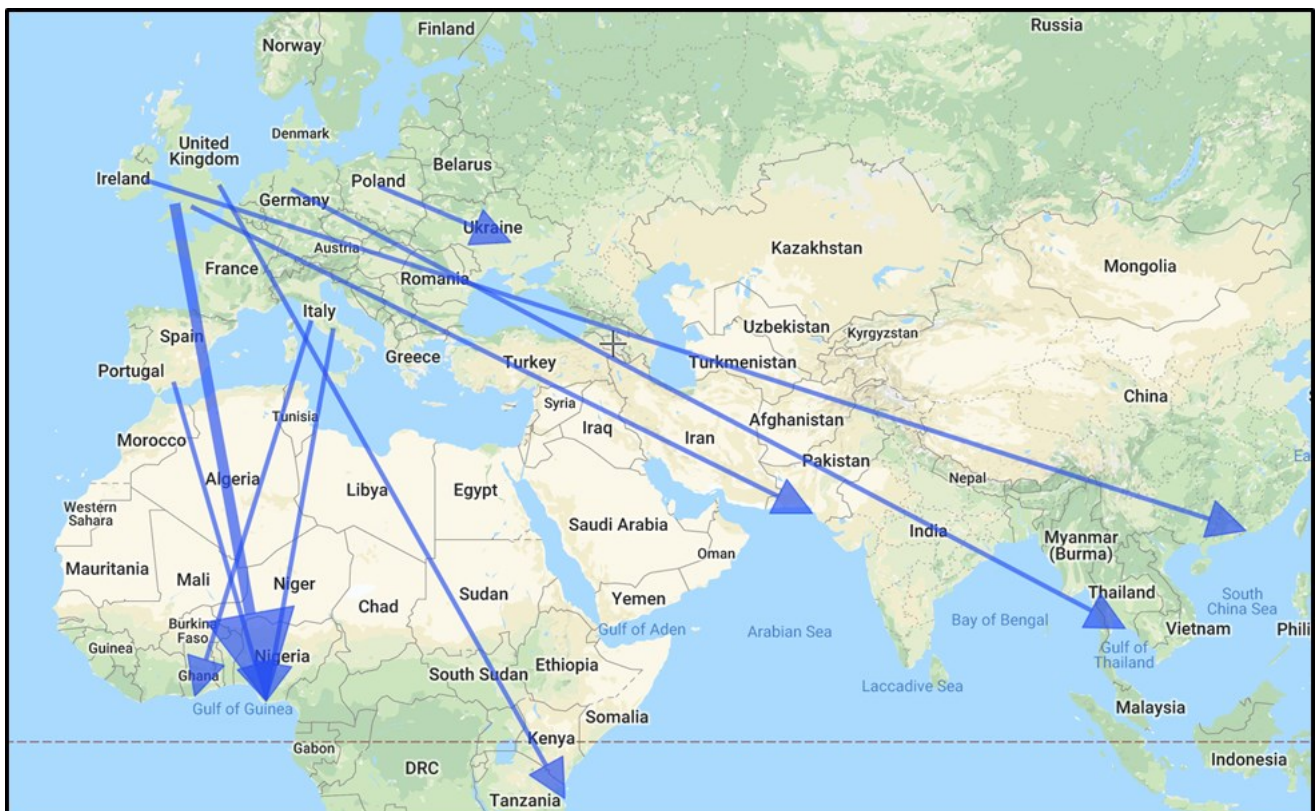 Finland
Russia
Norway
Denmark
United
Kingdom
Belarus
Ireland
Poland
Germany
Ukraine
Austria
Kazakhstan
Mongolia
France
Romania
Italy
Uzbekistan
Kyrgyzstan
Spain
Greece
Turkey
Turkmenistan
Portugal
China
Syria
Tunisia
Afghanistan
Iraq
Iran
Morocco
Pakistan
Algeria
Nepal
Libya
Egypt
Western
Sahara
Saudi Arabia
India
Myanmar
(Burma)
Oman
Mauritania
Mali
Niger
Chad
Sudan
Yemen
Thailand
South
China Sea
Burkina
Faso
Gulf of Aden
Arabian Sea
Bay of Bengal
Vietnam
Phili
Guinea
Nigeria
Gulf of
Thailand
Ethiopia
Ghana
South Sudan
Laccadive Sea
Gulf of Guinea
Somalia
Malaysia
Kenya
Gabon
DRC
Indonesia
Tanzania